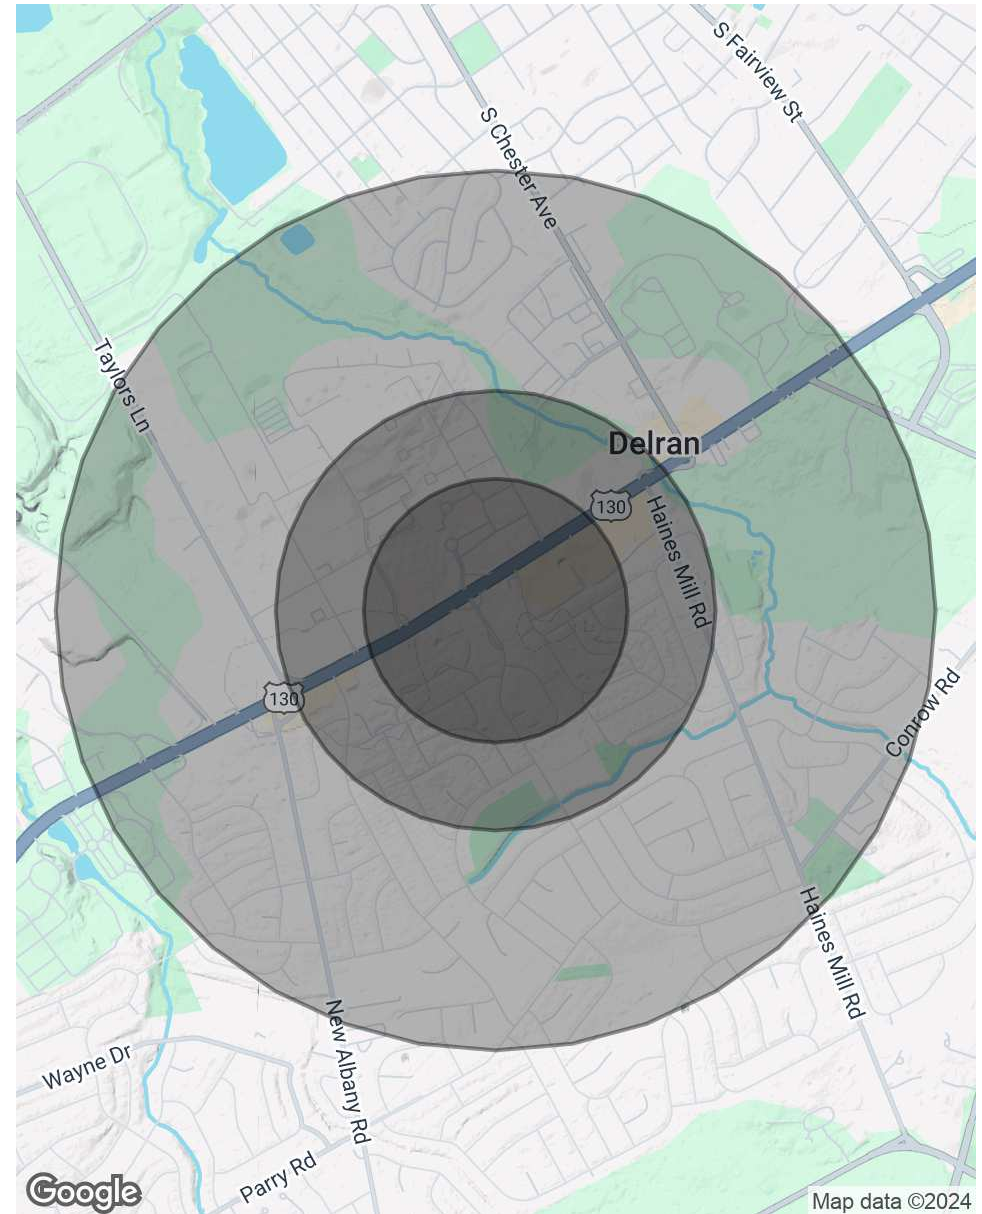 S Fairview St
S Chester Ave
Taylors Ln
Delran
130
Haines Mill Rd
130
Conrow Rd
Haines Mill Rd
New Albany Rd
Wayne Dr
Parry Rd
Google
Map data ©2024